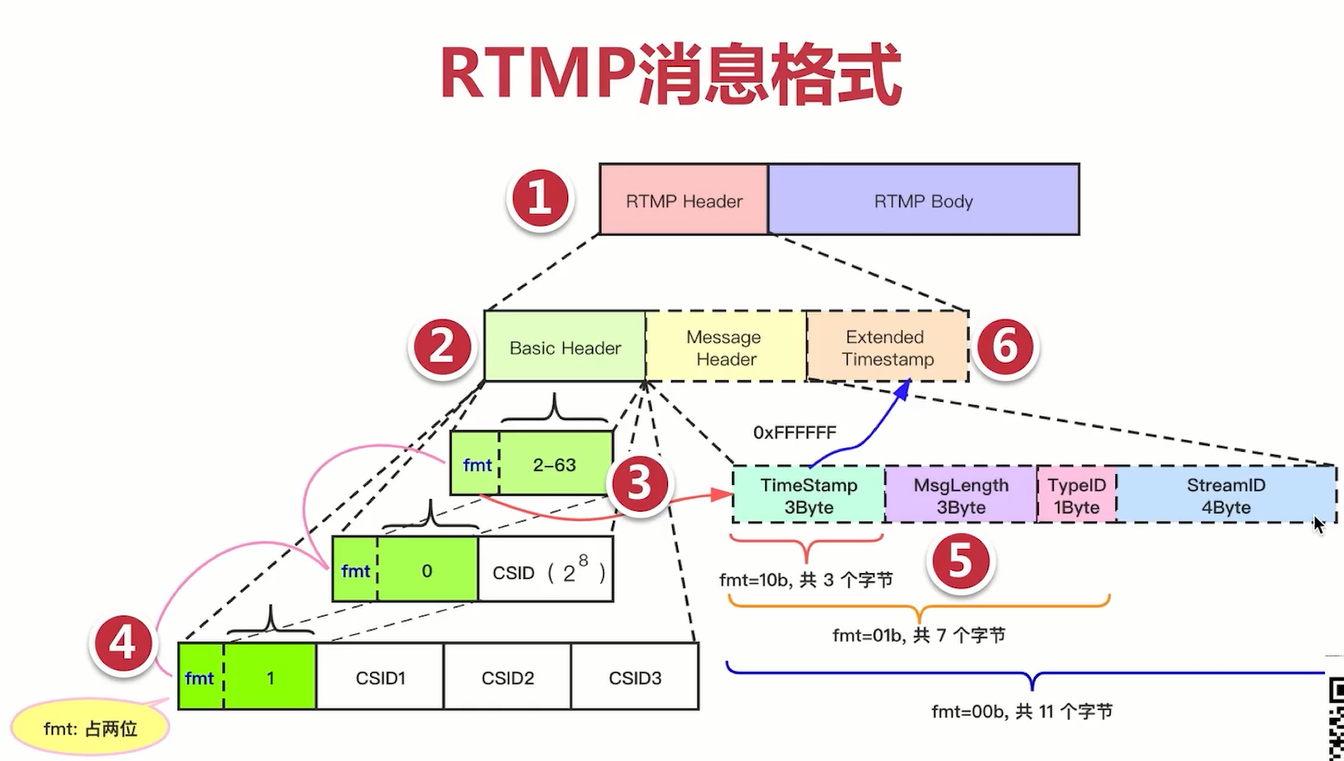 RTMP消息格式
1
RTMP Header
RTMP Body
2
Basic Header
Message
Header
Extended
Timestamp
6
0xFFFFFF
fmt
2-63
3
TimeStamp
3Byte
MsgLength
3Byte
TypeID
1Byte
StreamID
4Byte
fmt
0
CSID ( 2^8 )
5
fmt=10b, 共 3 个字节
fmt=01b, 共 7 个字节
4
fmt
1
CSID1
CSID2
CSID3
fmt=00b, 共 11 个字节
fmt: 占两位